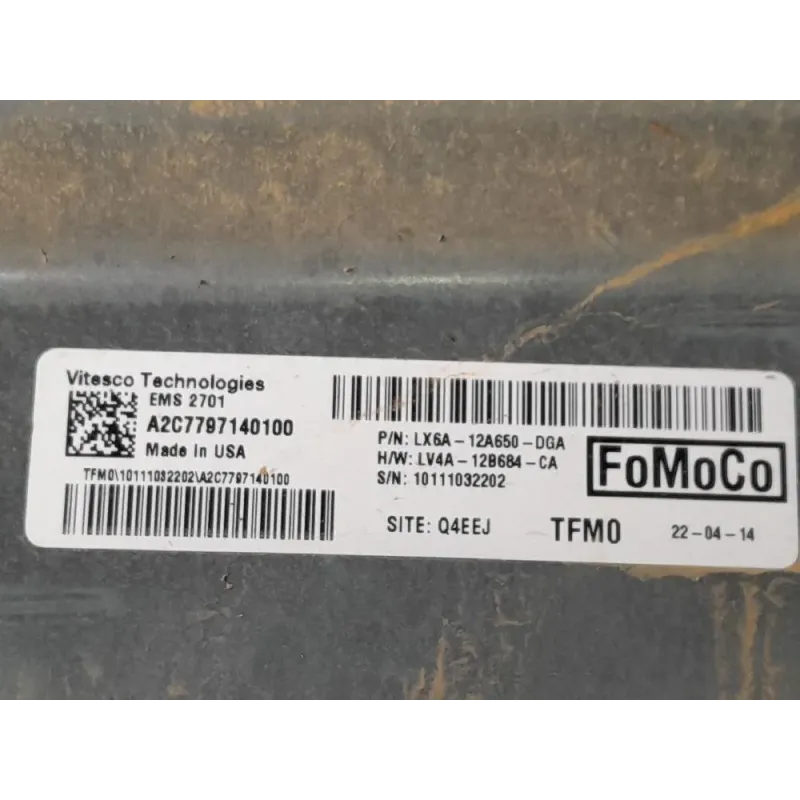 Vitesco Technologies
EMS 2701
A2C7797140100
Made In USA
TFM0\10111032202\A2C7797140100
P/N: LX6A-12A650-DGA
H/W: LV4A-12B684-CA
S/N: 10111032202
FoMoCo
SITE: Q4EEJ
TFM0
22-04-14